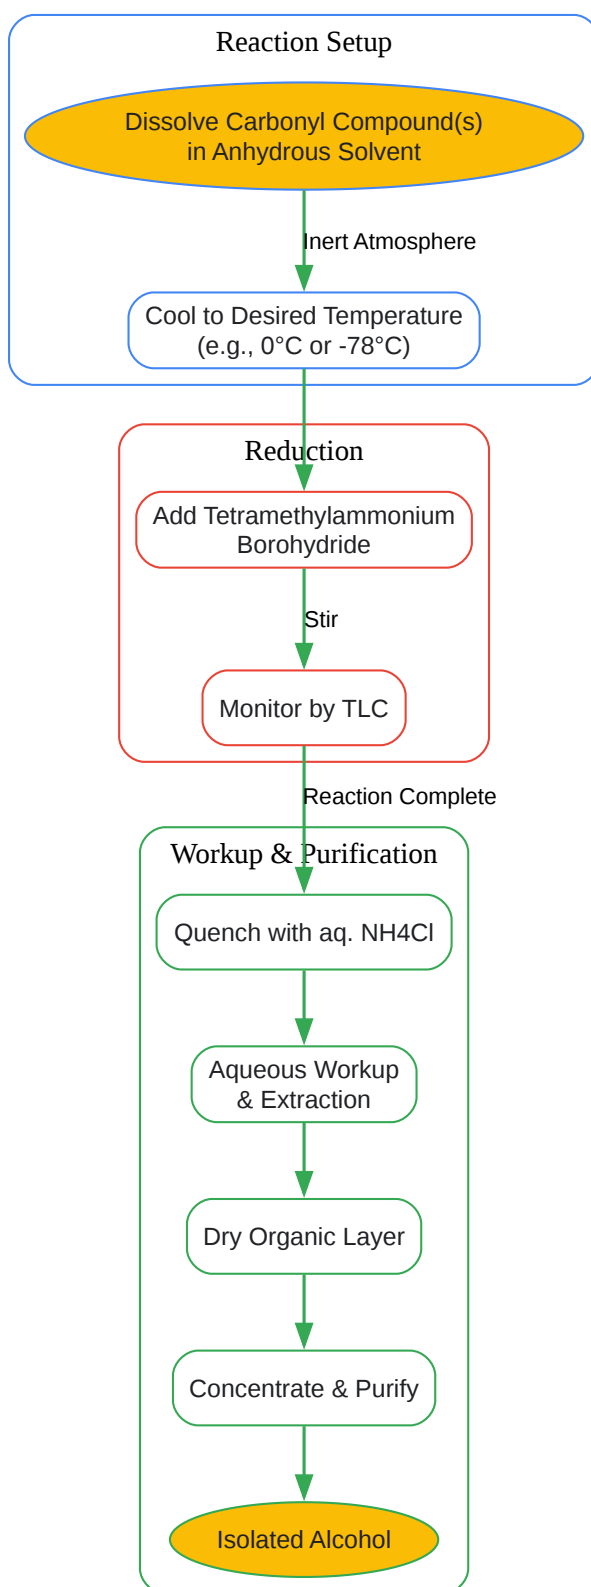 Reaction Setup
Dissolve Carbonyl Compound(s)
in Anhydrous Solvent
Inert Atmosphere
Cool to Desired Temperature
(e.g., 0°C or -78°C)
Reduction
Add Tetramethylammonium
Borohydride
Stir
Monitor by TLC
Reaction Complete
Workup & Purification
Quench with aq. NH4Cl
Aqueous Workup
& Extraction
Dry Organic Layer
Concentrate & Purify
Isolated Alcohol